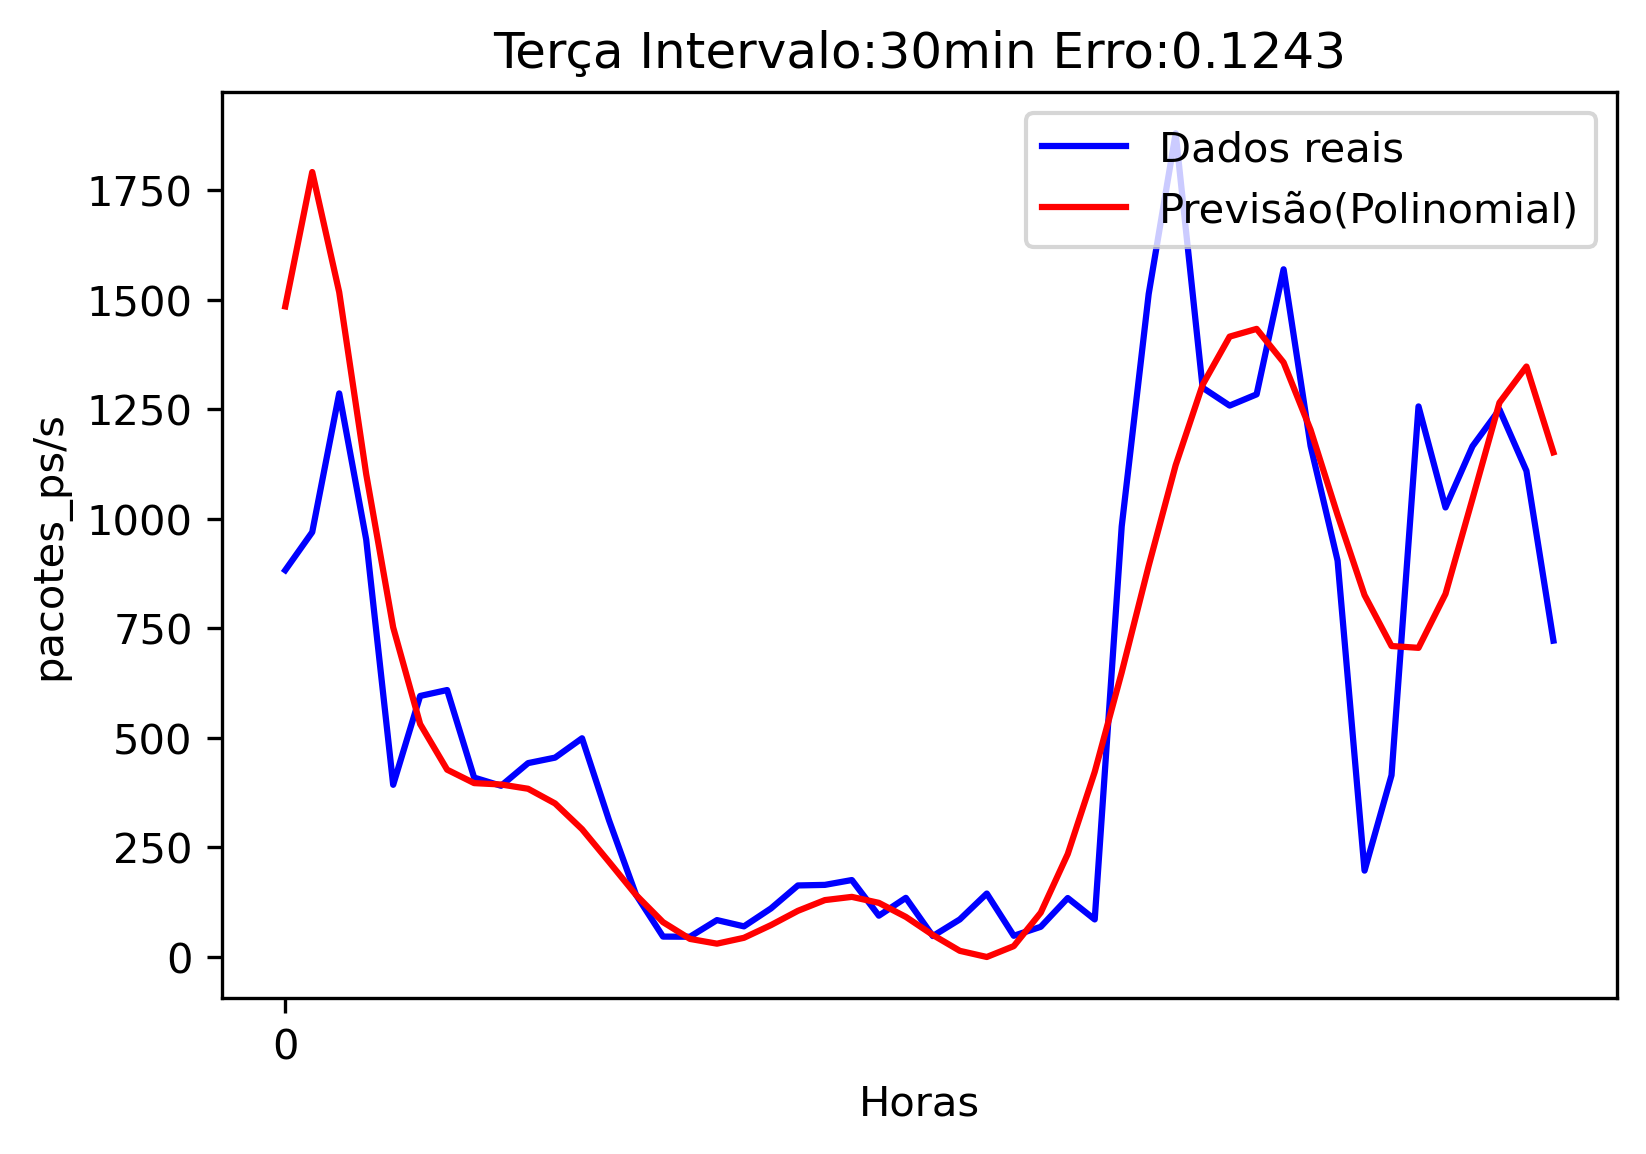 Terça Intervalo:30min Erro:0.1243
Dados reais
Previsão(Polinomial)
1750
1500
1250
1000
750
500
250
0
pacotes_ps/s
0
Horas